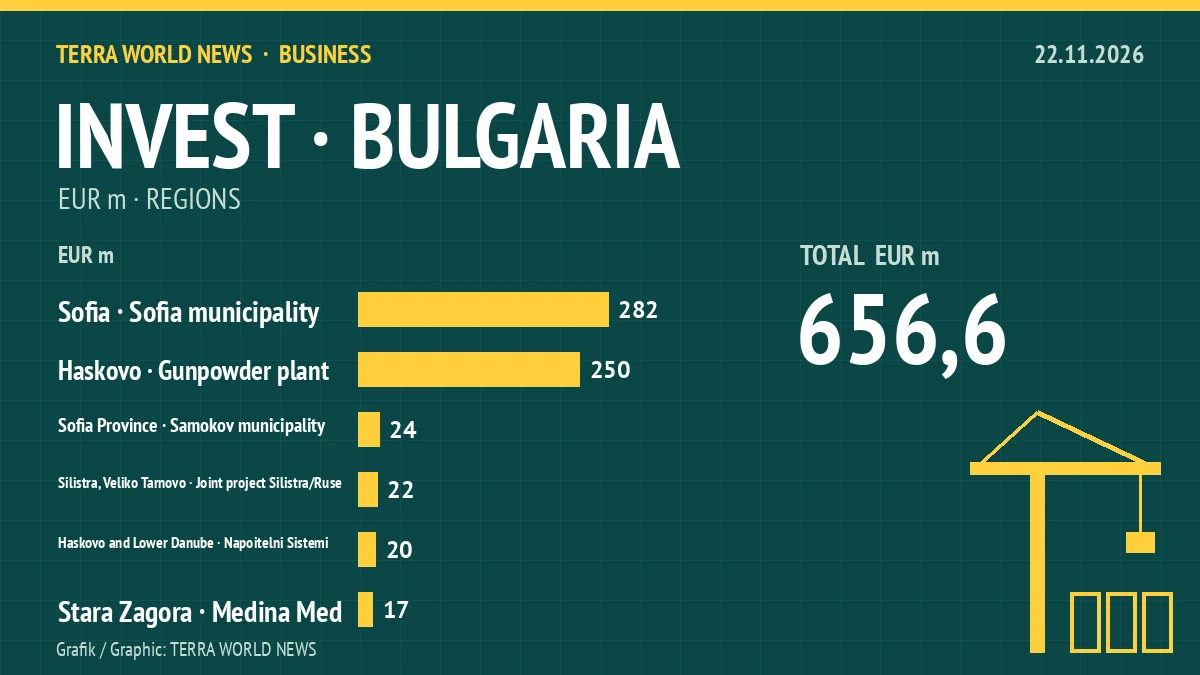 TERRA WORLD NEWS · BUSINESS
22.11.2026
INVEST · BULGARIA
EUR m · REGIONS
EUR m
TOTAL EUR m
656,6
Sofia · Sofia municipality 282
Haskovo · Gunpowder plant 250
Sofia Province · Samokov municipality 24
Silistra, Veliko Tarnovo · Joint project Silistra/Ruse 22
Haskovo and Lower Danube · Napoitelni Sistemi 20
Stara Zagora · Medina Med 17
Grafik / Graphic: TERRA WORLD NEWS